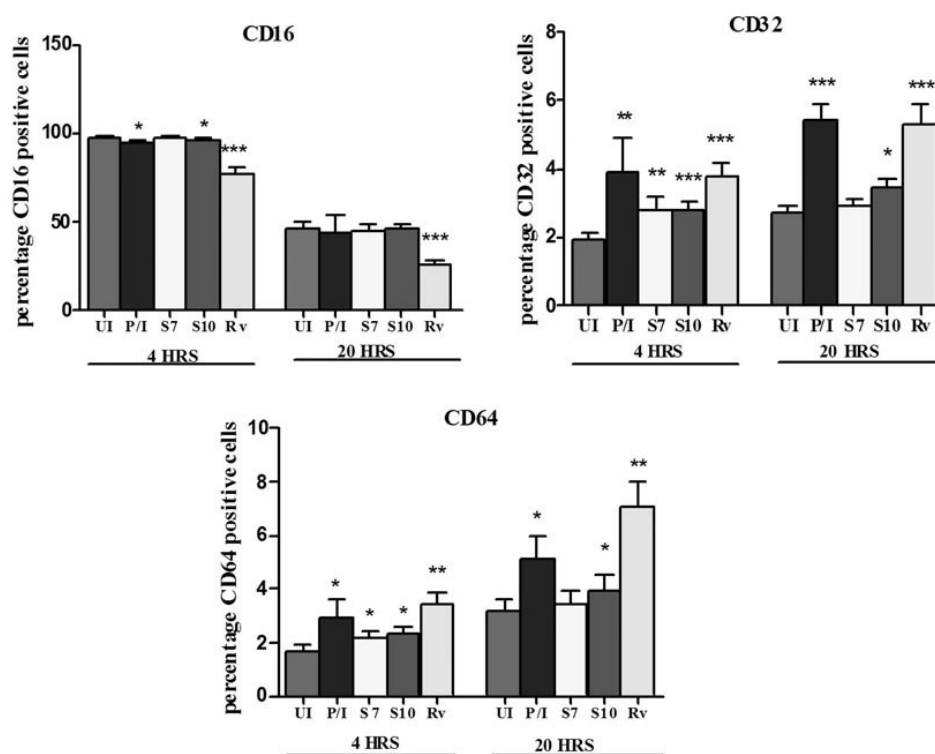 CD16
percentage CD16 positive cells
150
100
50
0
* * ***
***
UI P/I S7 S10 Rv UI P/I S7 S10 Rv
4 HRS 20 HRS
CD32
percentage CD32 positive cells
8
6
4
2
0
** ** *** ***
*** * ***
UI P/I S7 S10 Rv UI P/I S7 S10 Rv
4 HRS 20 HRS
CD64
percentage CD64 positive cells
10
8
6
4
2
0
* * * **
* * **
UI P/I S7 S10 Rv UI P/I S7 S10 Rv
4 HRS 20 HRS